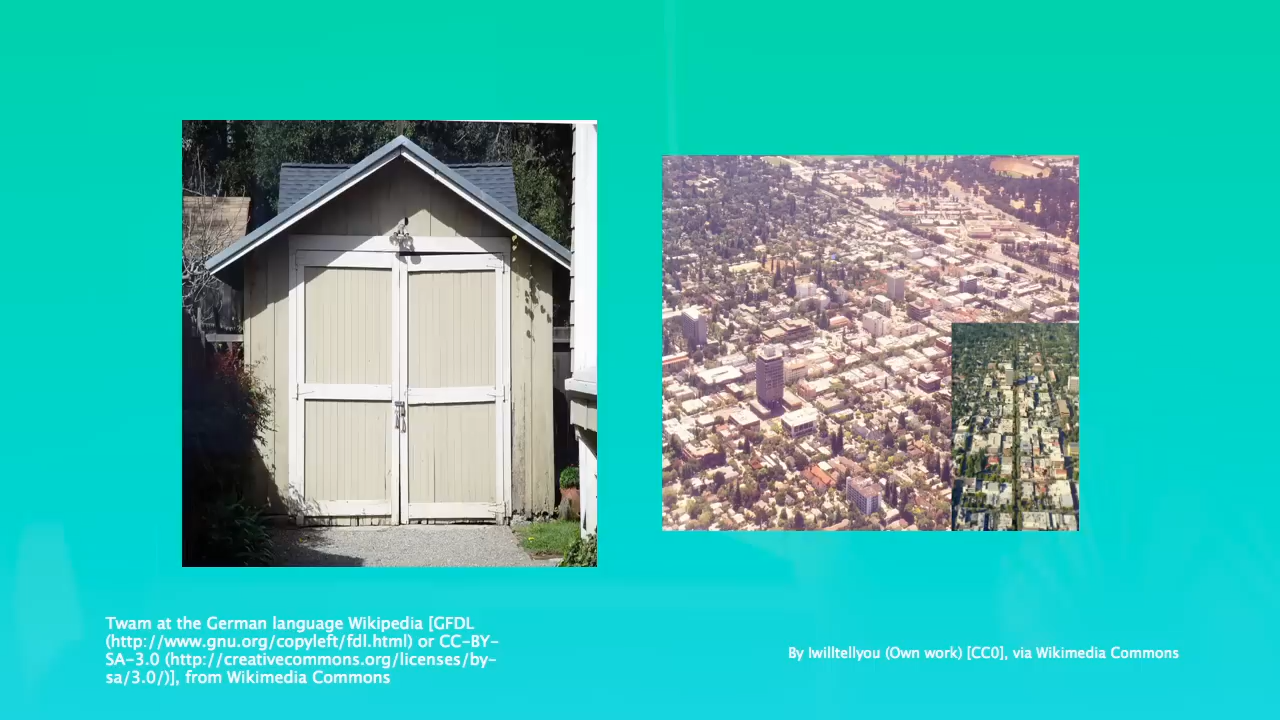 Twam at the German language Wikipedia [GFDL
(http://www.gnu.org/copyleft/fdl.html) or CC-BY-
SA-3.0 (http://creativecommons.org/licenses/by-
sa/3.0/)], from Wikimedia Commons
By Iwilltellyou (Own work) [CC0], via Wikimedia Commons